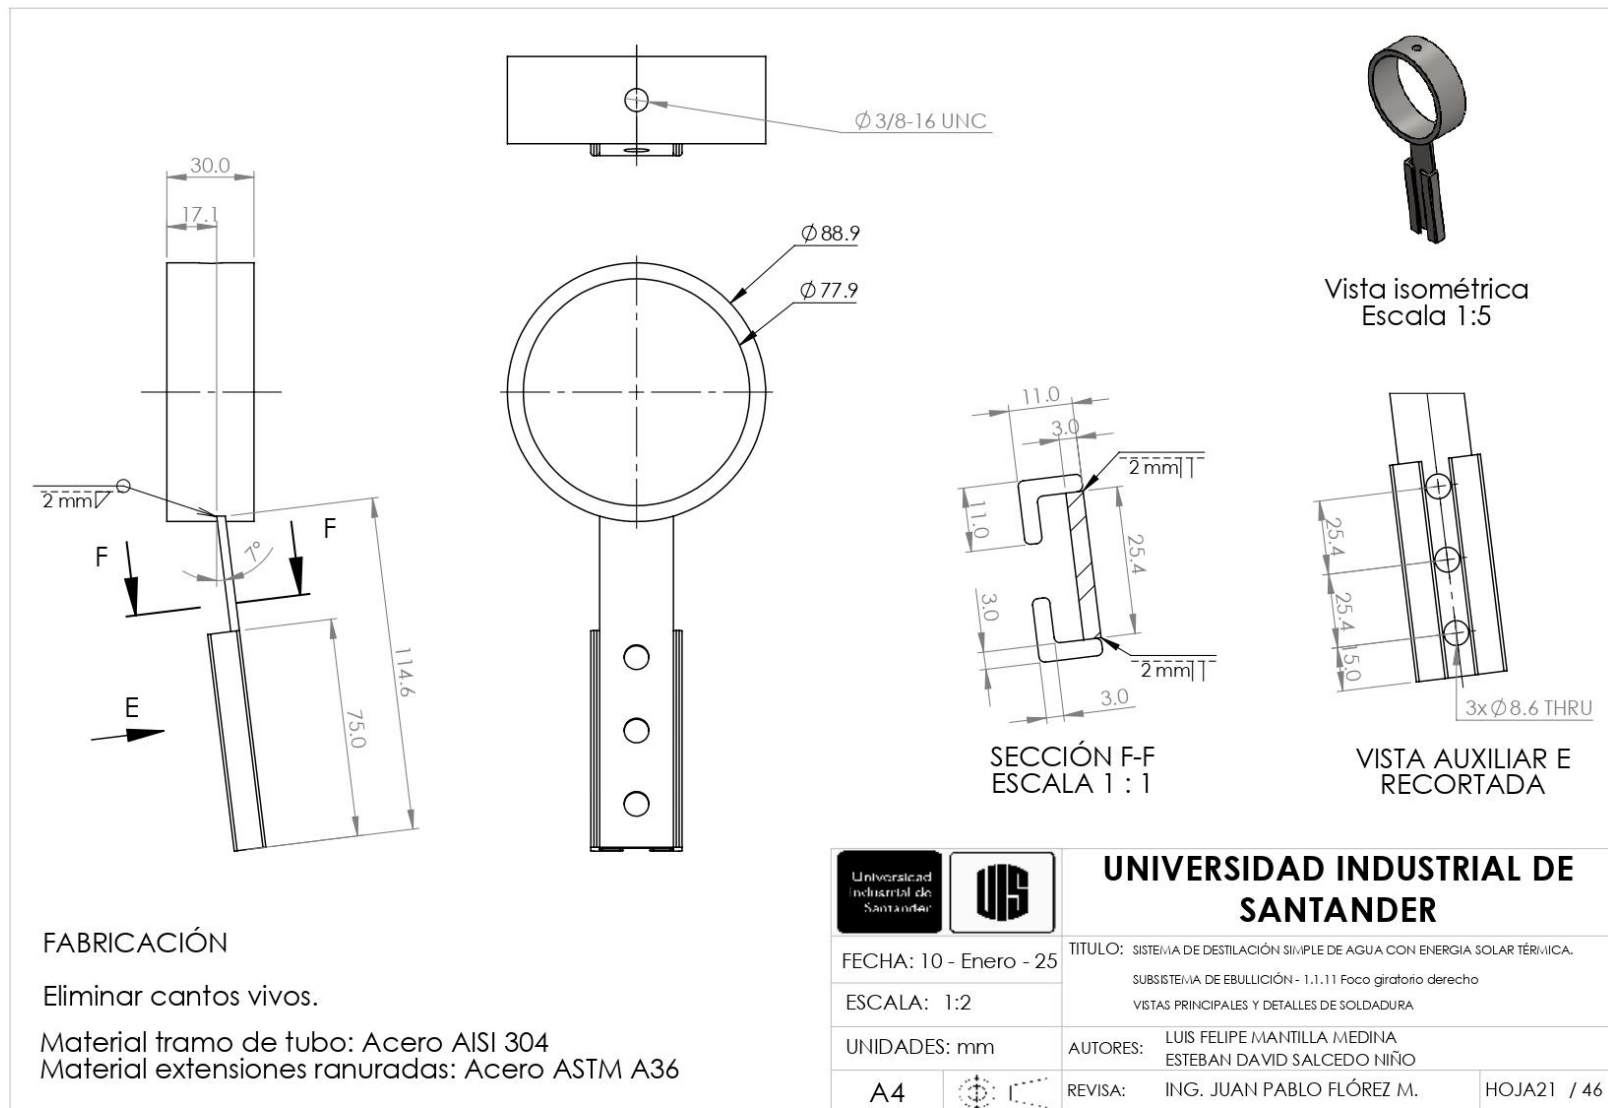 Ø3/8-16 UNC
30.0
17.1
Ø88.9
Ø77.9
Vista isométrica
Escala 1:5
2 mm
F
F
7°
114.6
75.0
E
11.0
3.0
2 mm
11.0
25.4
3.0
2 mm
3.0
SECCIÓN F-F
ESCALA 1 : 1
25.4
25.4
15.0
3x Ø8.6 THRU
VISTA AUXILIAR E
RECORTADA
FABRICACIÓN
Eliminar cantos vivos.
Material tramo de tubo: Acero AISI 304
Material extensiones ranuradas: Acero ASTM A36
Universidad
Industrial de
Santander
UIS
UNIVERSIDAD INDUSTRIAL DE
SANTANDER
FECHA: 10 - Enero - 25
TITULO: SISTEMA DE DESTILACIÓN SIMPLE DE AGUA CON ENERGIA SOLAR TÉRMICA.
SUBSISTEMA DE EBULLICIÓN - 1.1.11 Foco giratorio derecho
VISTAS PRINCIPALES Y DETALLES DE SOLDADURA
ESCALA: 1:2
UNIDADES: mm
AUTORES: LUIS FELIPE MANTILLA MEDINA
ESTEBAN DAVID SALCEDO NIÑO
A4
REVISA: ING. JUAN PABLO FLÓREZ M.
HOJA21 / 46